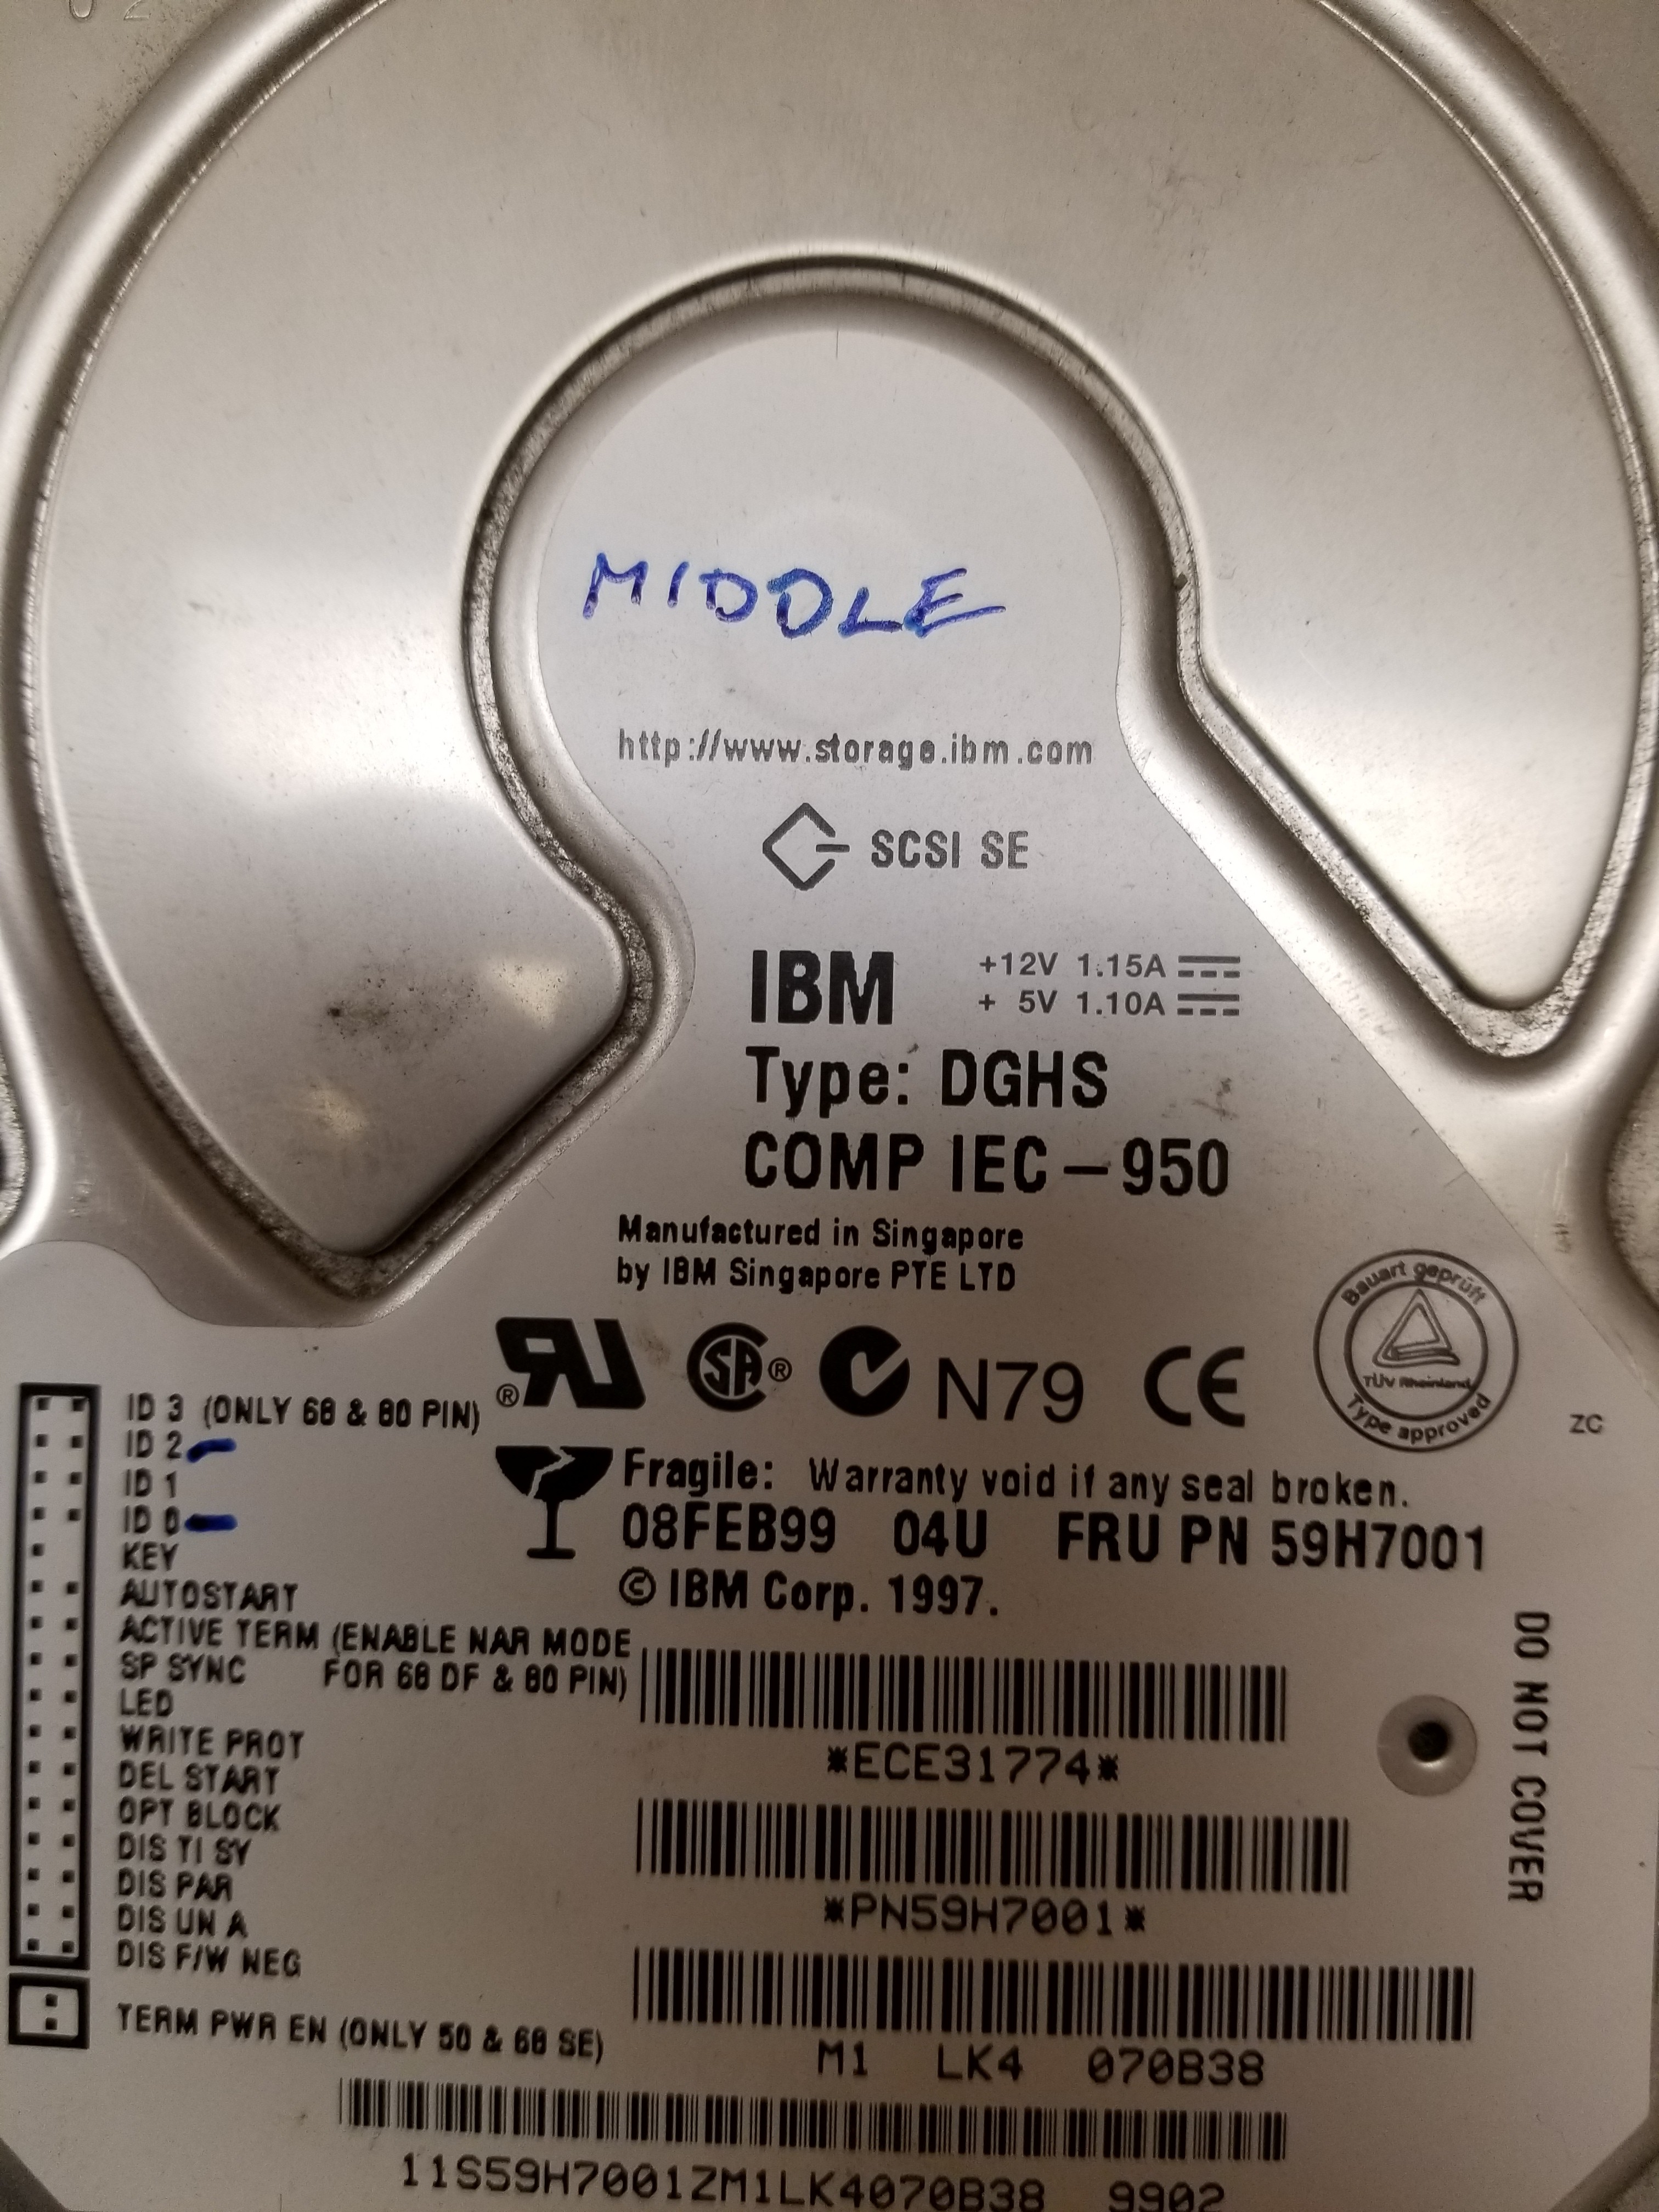 MIDDLE
http://www.storage.ibm.com
SCSI SE
IBM +12V 1.15A
+ 5V 1.10A
Type: DGHS
COMP IEC-950
Manufactured in Singapore
by IBM Singapore PTE LTD
® SA® N79 CE
Bauart geprüft
TÜV Rheinland
Type approved
ZC
ID 3 (ONLY 68 & 80 PIN)
ID 2
ID 1
ID 0
KEY
AUTOSTART
ACTIVE TERM (ENABLE NAR MODE
SP SYNC FOR 68 DF & 80 PIN)
LED
WRITE PROT
DEL START
OPT BLOCK
DIS TI SY
DIS PAR
DIS UN A
DIS F/W NEG
TERM PWR EN (ONLY 50 & 68 SE)
Fragile: Warranty void if any seal broken.
08FEB99 04U FRU PN 59H7001
© IBM Corp. 1997.
*ECE31774*
*PN59H7001*
M1 LK4 070B38
11S59H7001ZM1LK4070B38 9902
DO NOT COVER